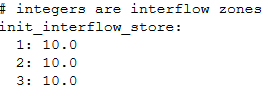 # integers are interflow zones
init_interflow_store:
  1: 10.0
  2: 10.0
  3: 10.0